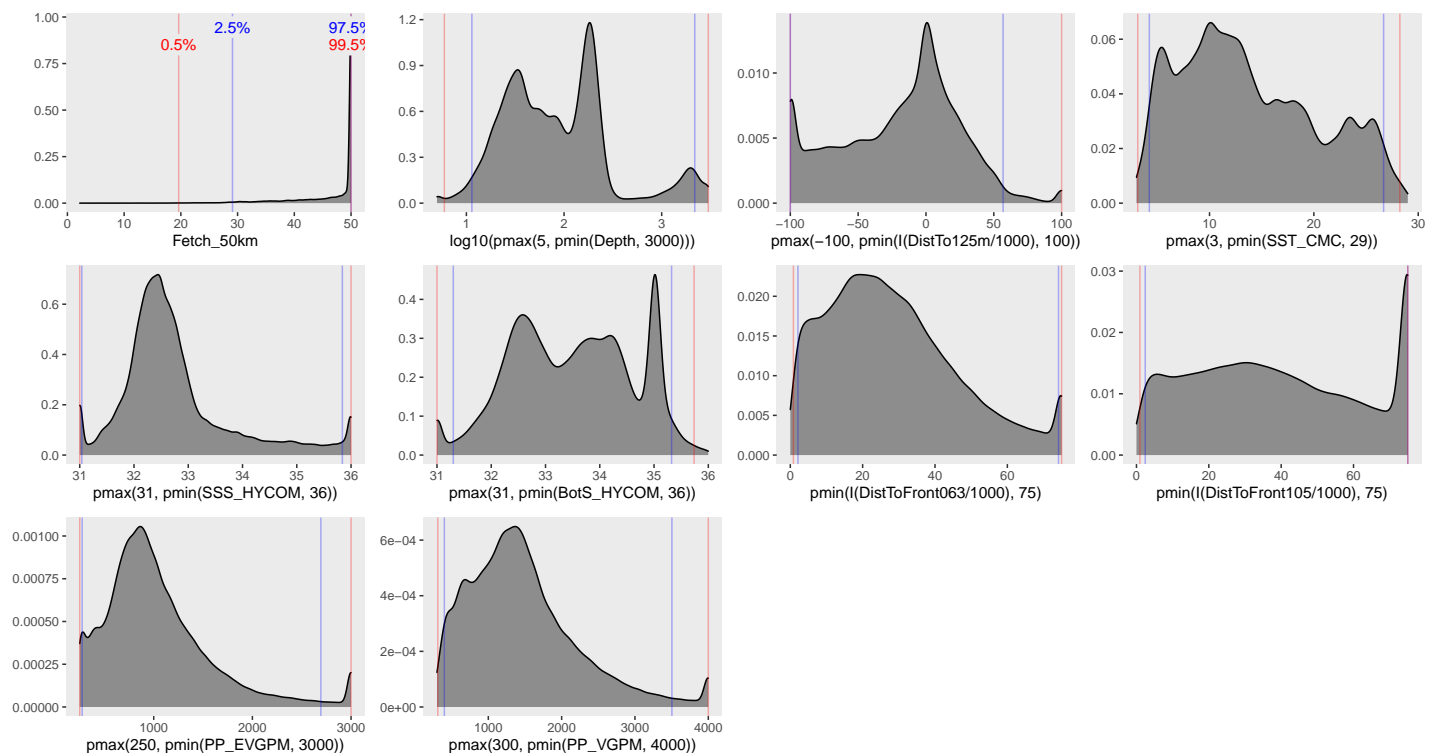 1.00
0.75
0.50
0.25
0.00
0.5%
2.5%
97.5%
99.5%
0 10 20 30 40 50
Fetch_50km
1.2
0.9
0.6
0.3
0.0
1 2 3
log10(pmax(5, pmin(Depth, 3000)))
0.010
0.005
0.000
−100 −50 0 50 100
pmax(−100, pmin(I(DistTo125m/1000), 100))
0.06
0.04
0.02
0.00
10 20 30
pmax(3, pmin(SST_CMC, 29))
0.6
0.4
0.2
0.0
31 32 33 34 35 36
pmax(31, pmin(SSS_HYCOM, 36))
0.4
0.3
0.2
0.1
0.0
31 32 33 34 35 36
pmax(31, pmin(BotS_HYCOM, 36))
0.020
0.015
0.010
0.005
0.000
0 20 40 60
pmin(I(DistToFront063/1000), 75)
0.03
0.02
0.01
0.00
0 20 40 60
pmin(I(DistToFront105/1000), 75)
0.00100
0.00075
0.00050
0.00025
0.00000
1000 2000 3000
pmax(250, pmin(PP_EVGPM, 3000))
6e−04
4e−04
2e−04
0e+00
1000 2000 3000 4000
pmax(300, pmin(PP_VGPM, 4000))